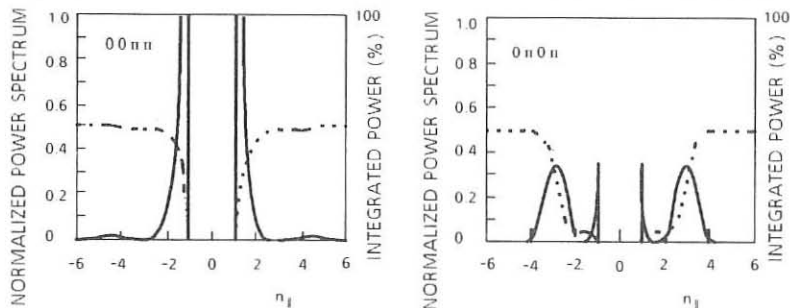 NORMALIZED POWER SPECTRUM
1.0
0.8
0.6
0.4
0.2
0
00ππ
100
INTEGRATED POWER (%)
-6 -4 -2 0 2 4 6
n∥
NORMALIZED POWER SPECTRUM
1.0
0.8
0.6
0.4
0.2
0
0π0π
100
INTEGRATED POWER (%)
-6 -4 -2 0 2 4 6
n∥